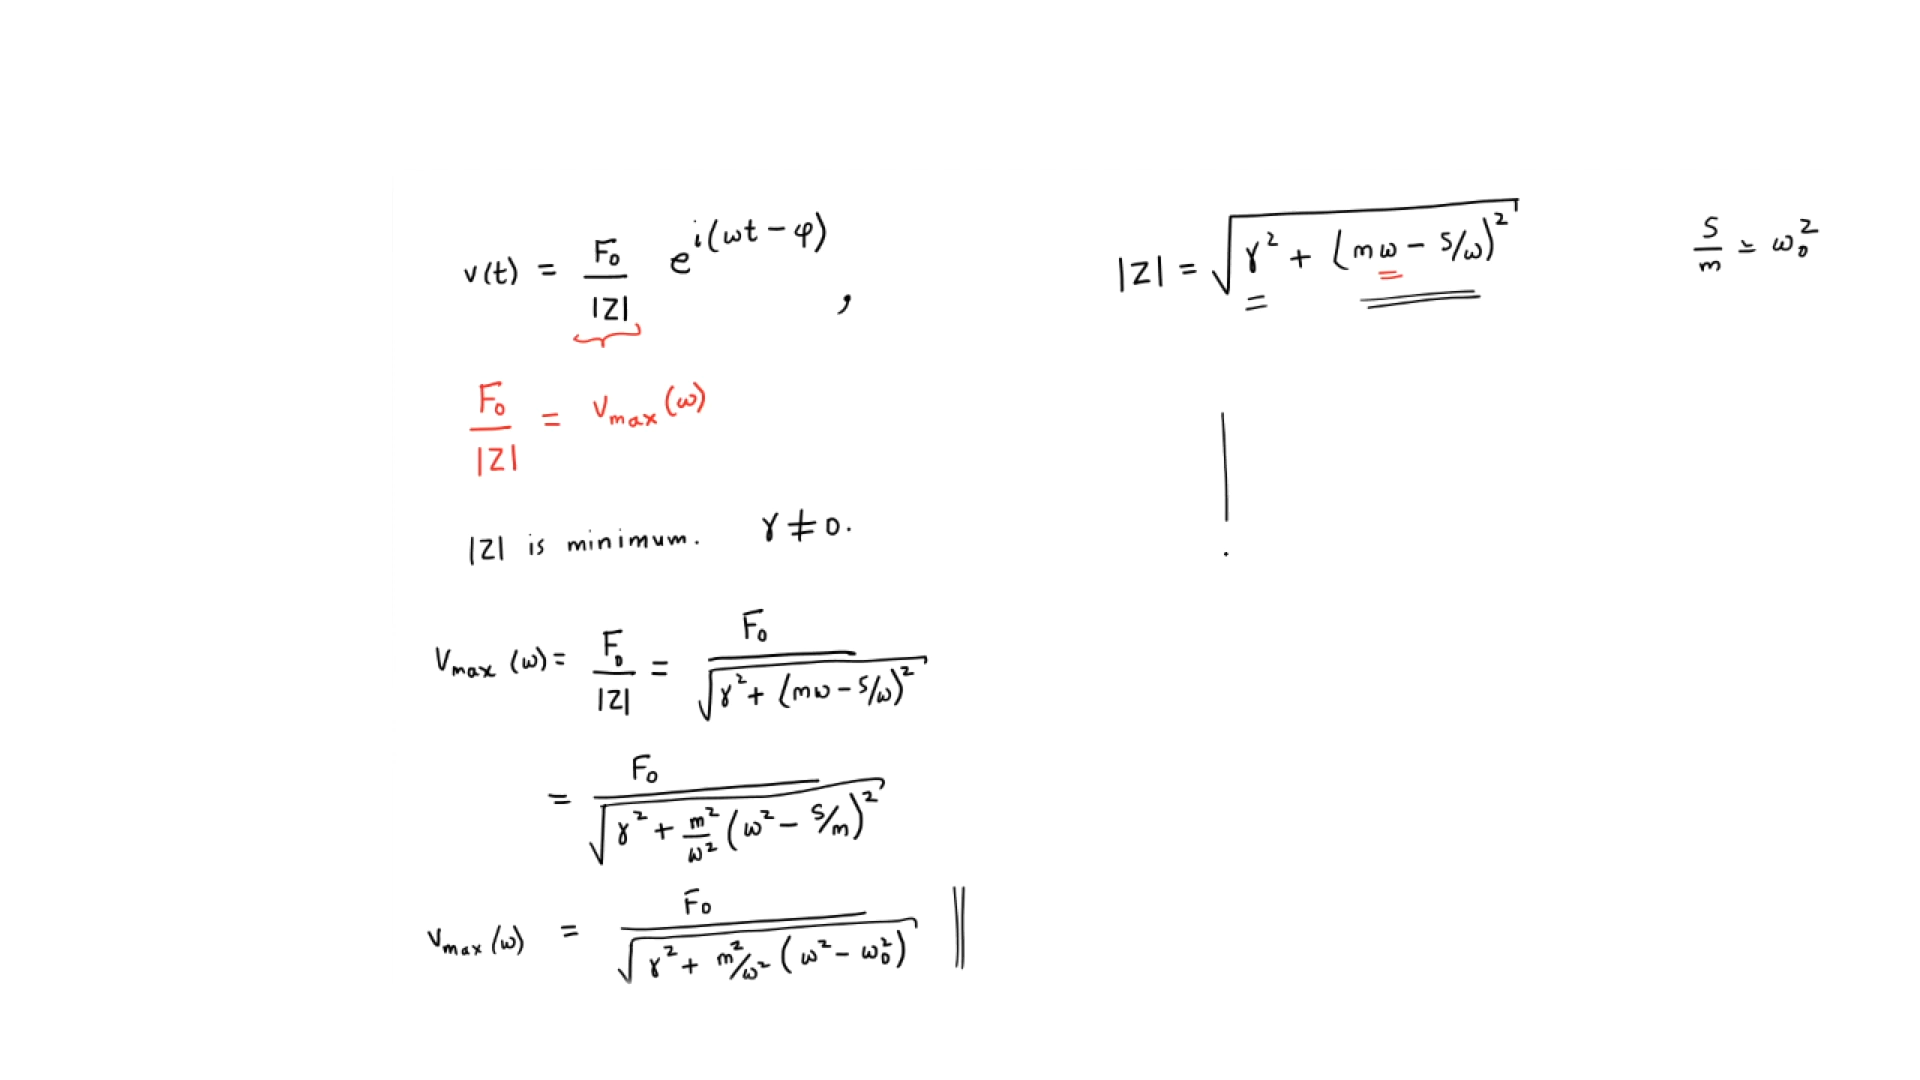 v(t) = F₀/|Z| e^{i(ωt − φ)} ,
|Z| = √(γ² + (mω − s/ω)²)
s/m = ω₀²
F₀/|Z| = v_max(ω)
|Z| is minimum. γ ≠ 0.
v_max(ω) = F₀/|Z| = F₀/√(γ² + (mω − s/ω)²)
= F₀/√(γ² + m²/ω² (ω² − s/m)²)
v_max(ω) = F₀/√(γ² + m²/ω² (ω² − ω₀²))